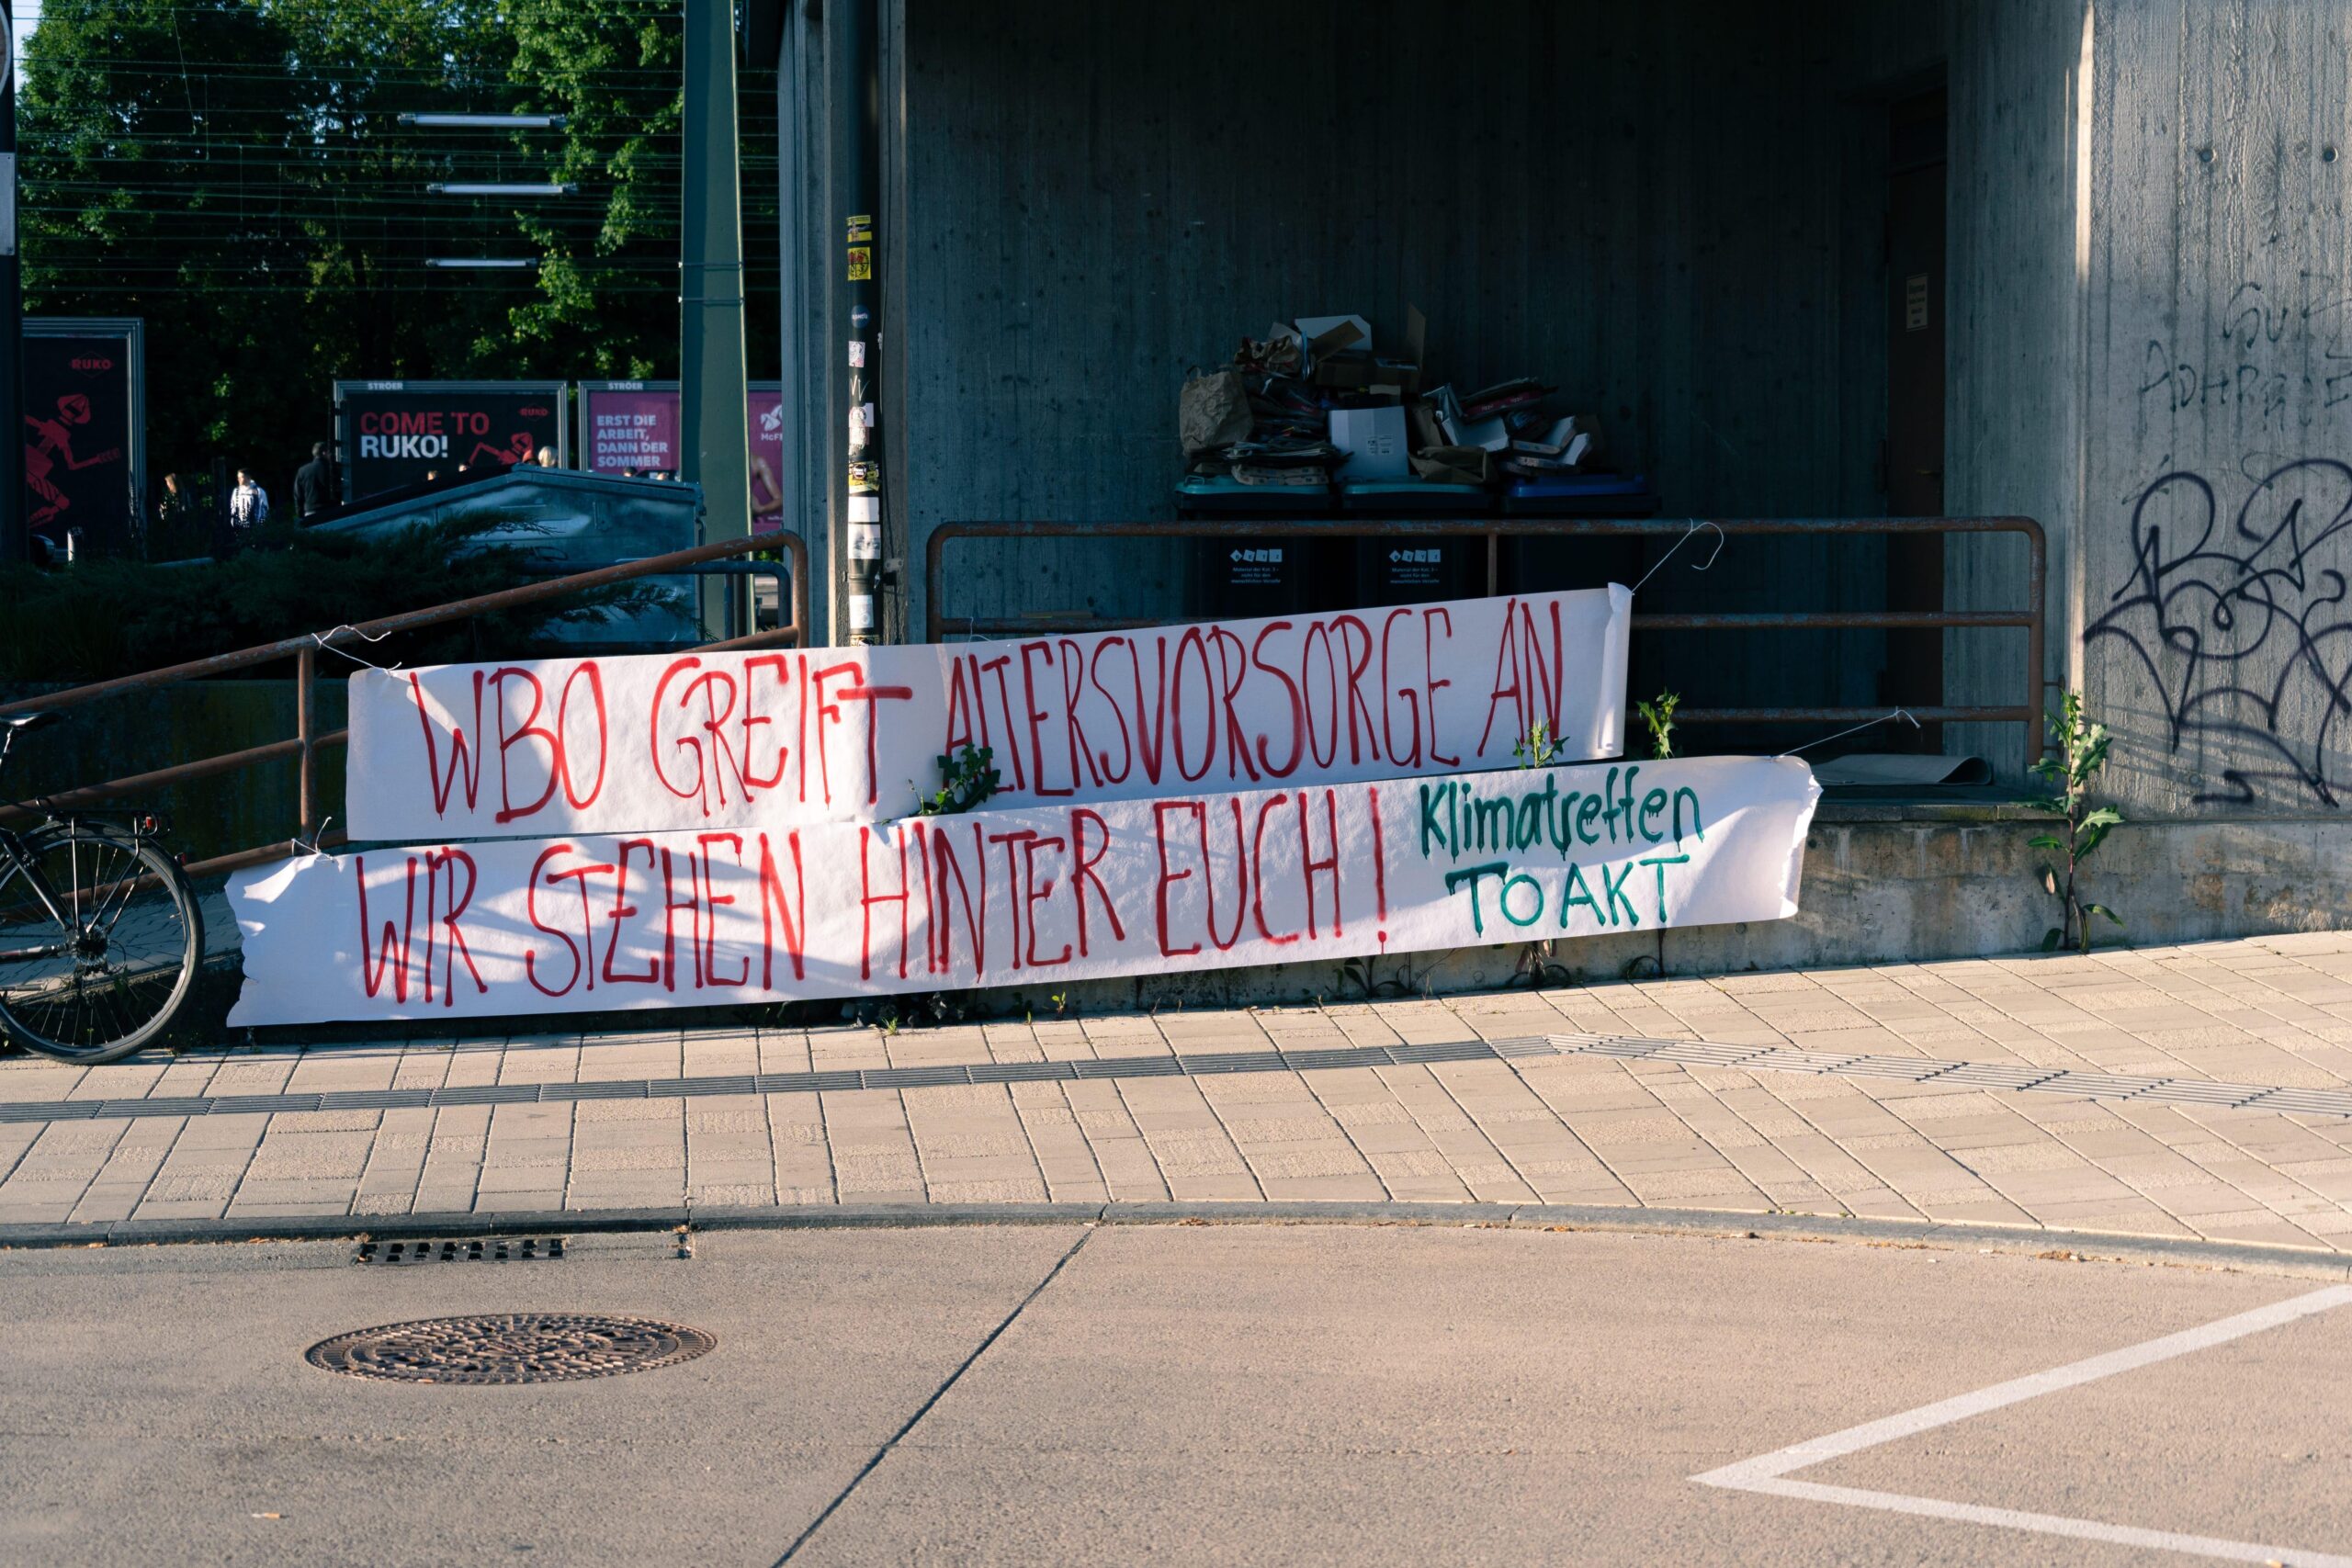 RUKO
STRÖER
COME TO
RUKO!
RUKO
STRÖER
ERST DIE
ARBEIT,
DANN DER
SOMMER
WBO GREIFT ALTERSVORSORGE AN
WIR STEHEN HINTER EUCH!
Klimatreffen
TO AKT